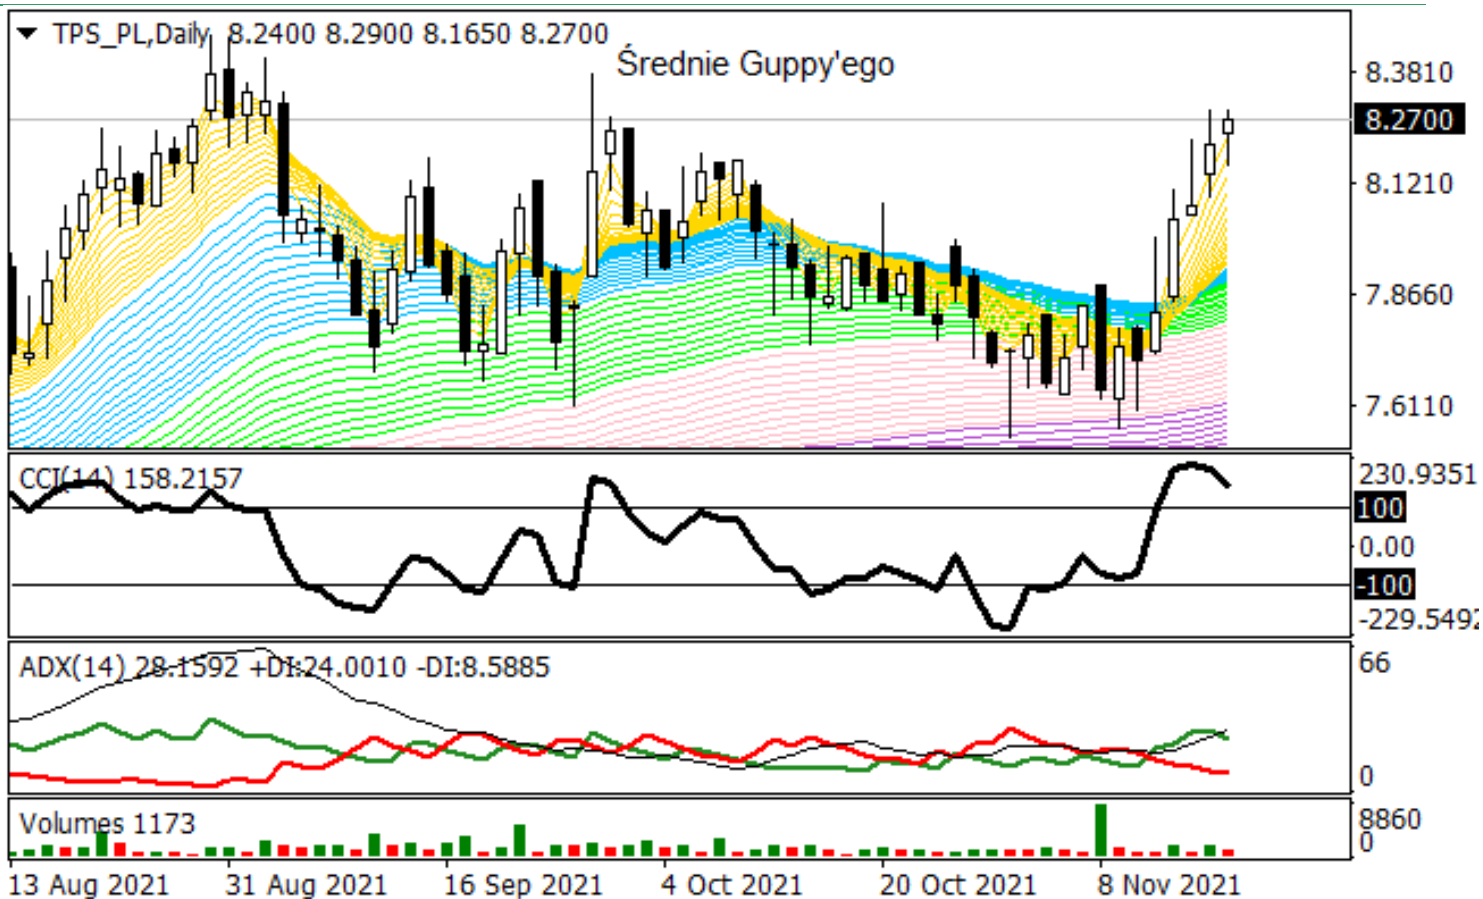 TPS_PL,Daily 8.2400 8.2900 8.1650 8.2700
Średnie Guppy'ego
8.3810
8.2700
8.1210
7.8660
7.6110
CCI(14) 158.2157
230.9351
100
0.00
-100
-229.5492
ADX(14) 28.1592 +DI:24.0010 -DI:8.5885
66
0
Volumes 1173
8860
0
13 Aug 2021 31 Aug 2021 16 Sep 2021 4 Oct 2021 20 Oct 2021 8 Nov 2021